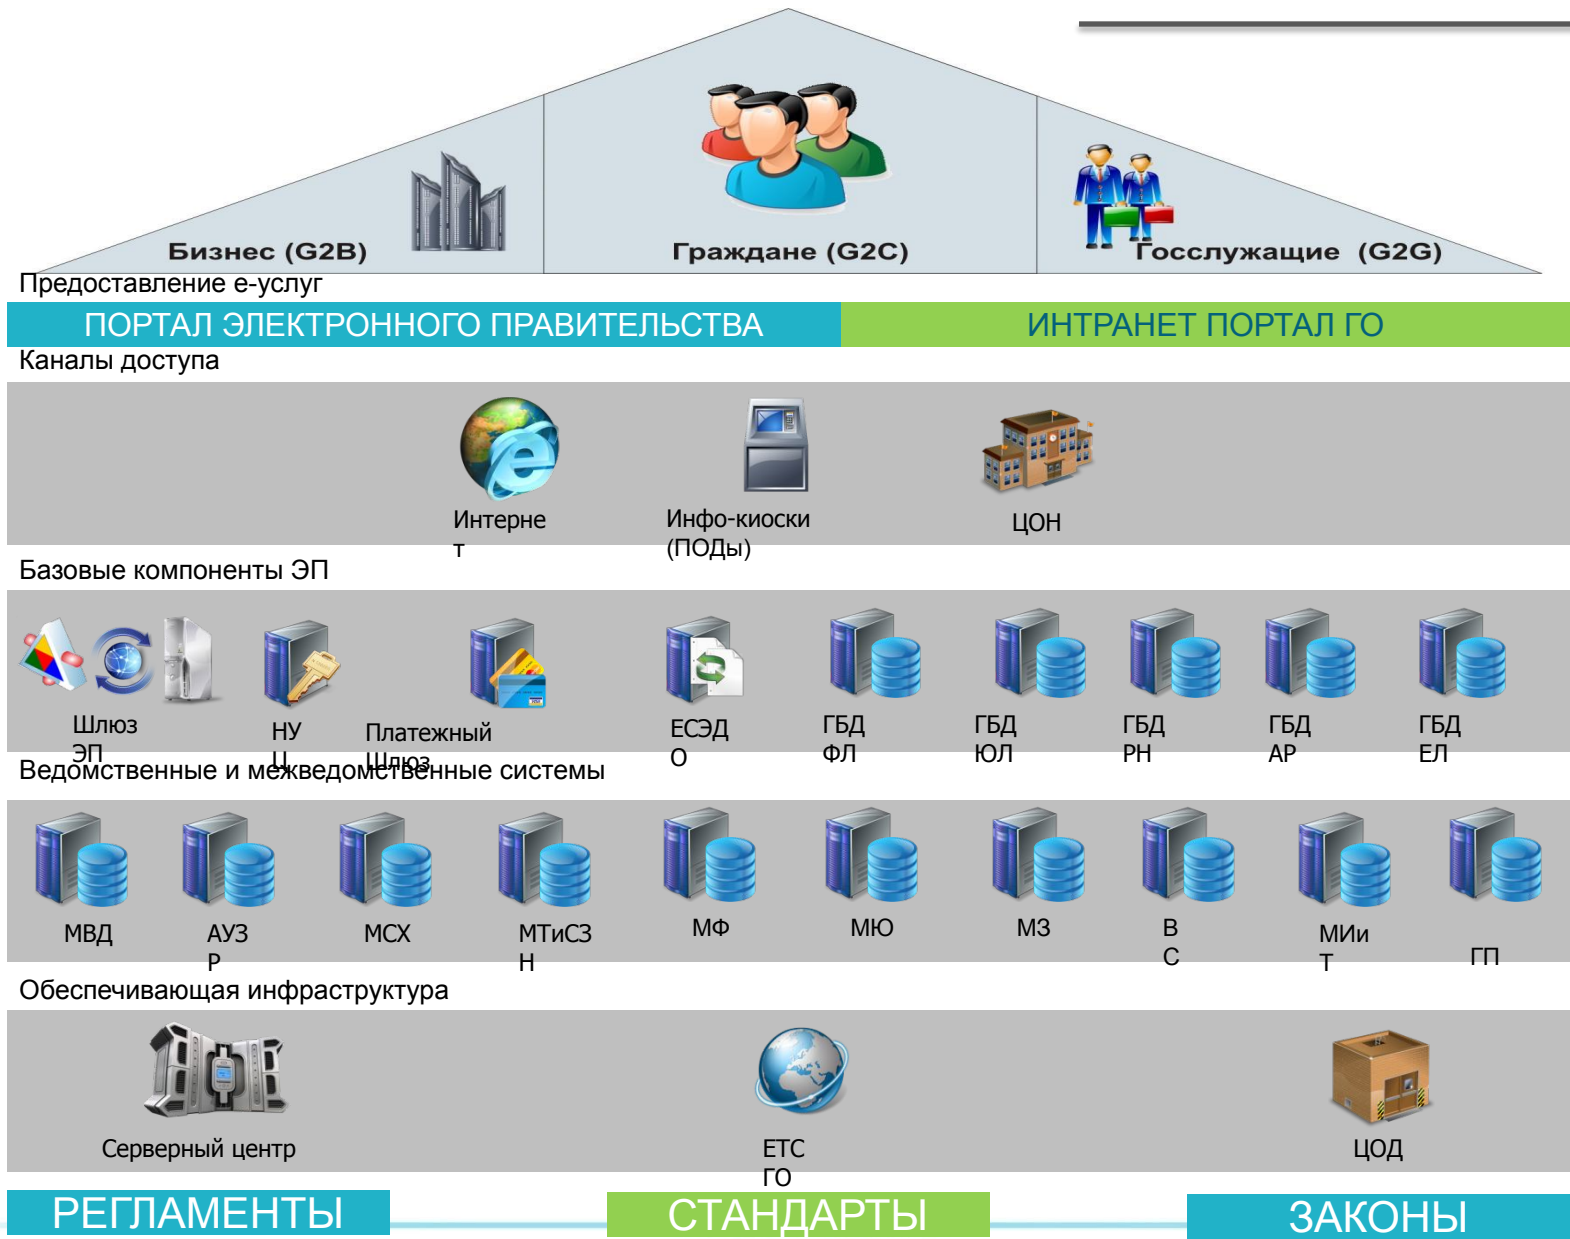 Бизнес (G2B)
Граждане (G2C)
Госслужащие (G2G)
Предоставление е-услуг
ПОРТАЛ ЭЛЕКТРОННОГО ПРАВИТЕЛЬСТВА
ИНТРАНЕТ ПОРТАЛ ГО
Каналы доступа
Интерне
т
Инфо-киоски
(ПОДы)
ЦОН
Базовые компоненты ЭП
Шлюз
ЭП
НУ
Ц
Платежный
Шлюз
ЕСЭД
О
ГБД
ФЛ
ГБД
ЮЛ
ГБД
РН
ГБД
АР
ГБД
ЕЛ
Ведомственные и межведомственные системы
МВД
АУЗ
Р
МСХ
МТиСЗ
Н
МФ
МЮ
МЗ
В
С
МИи
Т
ГП
Обеспечивающая инфраструктура
Серверный центр
ЕТС
ГО
ЦОД
РЕГЛАМЕНТЫ
СТАНДАРТЫ
ЗАКОНЫ